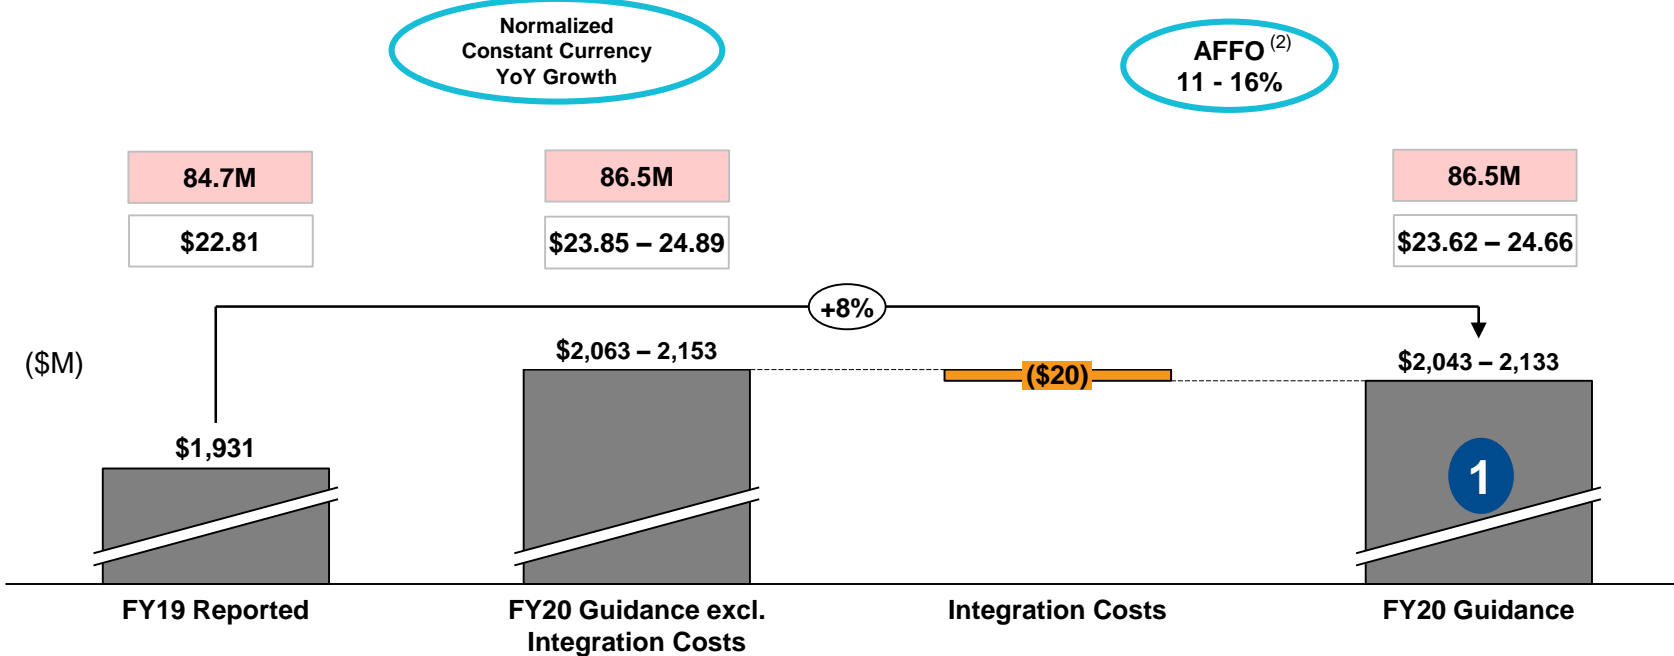 Normalized
Constant Currency
YoY Growth
AFFO (2)
11 - 16%
84.7M
86.5M
86.5M
$22.81
$23.85 – 24.89
$23.62 – 24.66
+8%
($M)
$1,931
$2,063 – 2,153
($20)
$2,043 – 2,133
1
FY19 Reported
FY20 Guidance excl.
Integration Costs
Integration Costs
FY20 Guidance